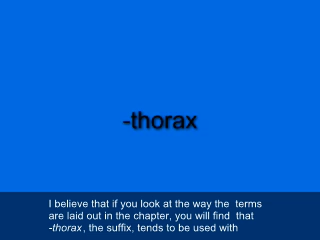 -thorax
I believe that if you look at the way the terms
are laid out in the chapter, you will find that
-thorax, the suffix, tends to be used with